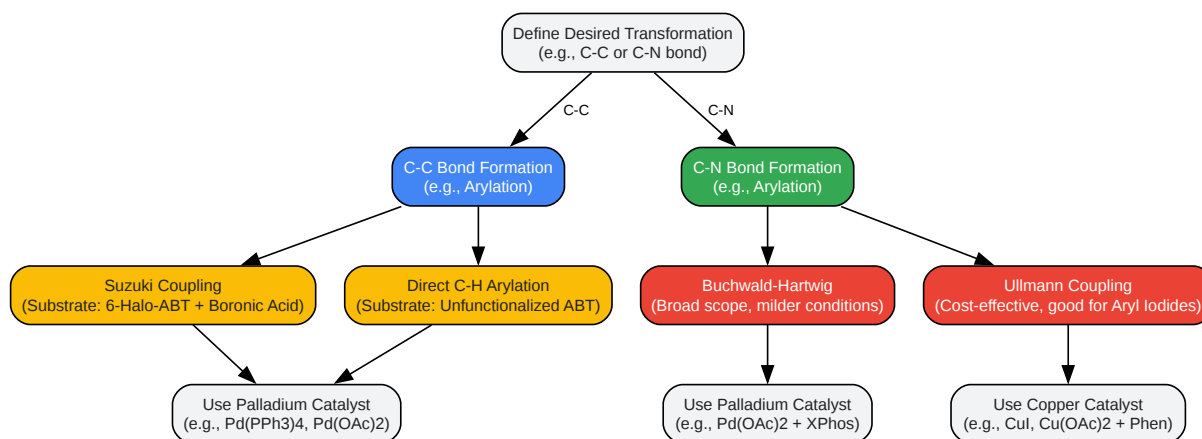 Define Desired Transformation
(e.g., C-C or C-N bond)
C-C
C-N
C-C Bond Formation
(e.g., Arylation)
C-N Bond Formation
(e.g., Arylation)
Suzuki Coupling
(Substrate: 6-Halo-ABT + Boronic Acid)
Direct C-H Arylation
(Substrate: Unfunctionalized ABT)
Buchwald-Hartwig
(Broad scope, milder conditions)
Ullmann Coupling
(Cost-effective, good for Aryl Iodides)
Use Palladium Catalyst
(e.g., Pd(PPh3)4, Pd(OAc)2)
Use Palladium Catalyst
(e.g., Pd(OAc)2 + XPhos)
Use Copper Catalyst
(e.g., CuI, Cu(OAc)2 + Phen)